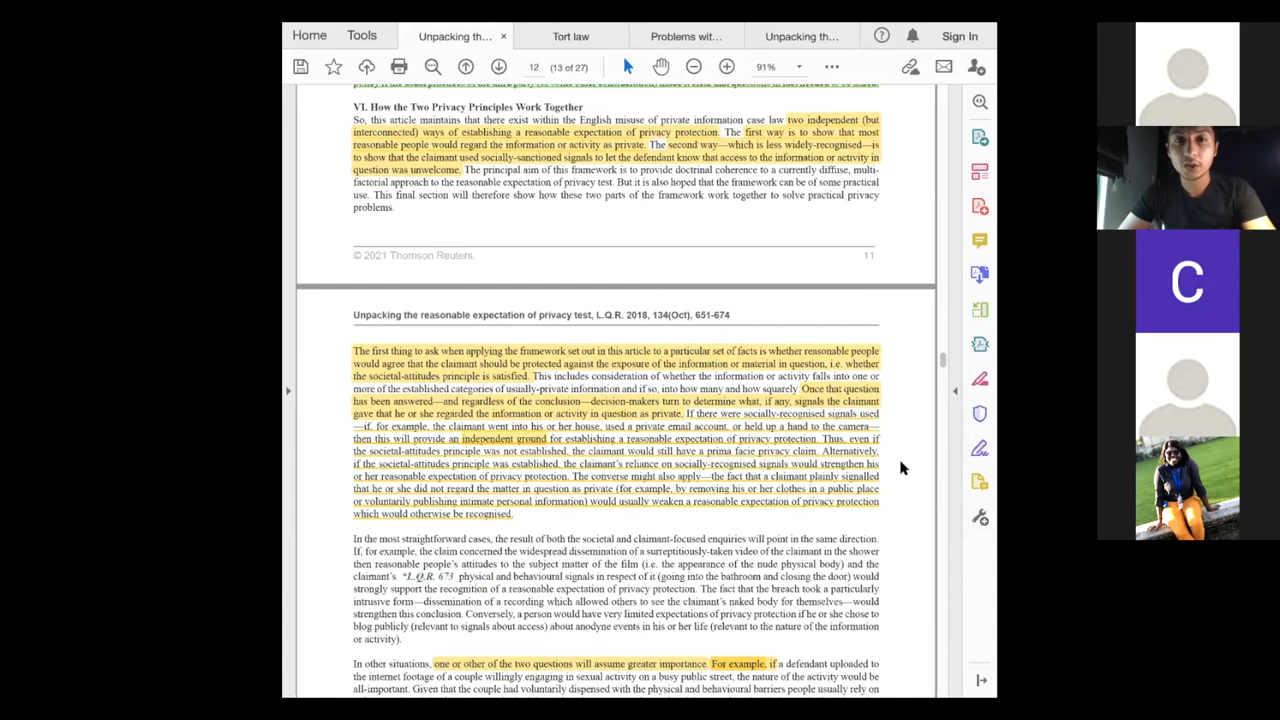 Home Tools Unpacking th... × Tort law Problems wit... Unpacking th... Sign In
12 (13 of 27) 91%
VI. How the Two Privacy Principles Work Together
So, this article maintains that there exist within the English misuse of private information case law two independent (but
interconnected) ways of establishing a reasonable expectation of privacy protection. The first way is to show that most
reasonable people would regard the information or activity as private. The second way—which is less widely-recognised—is
to show that the claimant used socially-sanctioned signals to let the defendant know that access to the information or activity in
question was unwelcome. The principal aim of this framework is to provide doctrinal coherence to a currently diffuse, multi-
factorial approach to the reasonable expectation of privacy test. But it is also hoped that the framework can be of some practical
use. This final section will therefore show how these two parts of the framework work together to solve practical privacy
problems.
© 2021 Thomson Reuters. 11
Unpacking the reasonable expectation of privacy test, L.Q.R. 2018, 134(Oct), 651-674
The first thing to ask when applying the framework set out in this article to a particular set of facts is whether reasonable people
would agree that the claimant should be protected against the exposure of the information or material in question, i.e. whether
the societal-attitudes principle is satisfied. This includes consideration of whether the information or activity falls into one or
more of the established categories of usually-private information and if so, into how many and how squarely. Once that question
has been answered—and regardless of the conclusion—decision-makers turn to determine what, if any, signals the claimant
gave that he or she regarded the information or activity in question as private. If there were socially-recognised signals used
—if, for example, the claimant went into his or her house, used a private email account, or held up a hand to the camera—
then this will provide an independent ground for establishing a reasonable expectation of privacy protection. Thus, even if
the societal-attitudes principle was not established, the claimant would still have a prima facie privacy claim. Alternatively,
if the societal-attitudes principle was established, the claimant's reliance on socially-recognised signals would strengthen his
or her reasonable expectation of privacy protection. The converse might also apply—the fact that a claimant plainly signalled
that he or she did not regard the matter in question as private (for example, by removing his or her clothes in a public place
or voluntarily publishing intimate personal information) would usually weaken a reasonable expectation of privacy protection
which would otherwise be recognised.
In the most straightforward cases, the result of both the societal and claimant-focused enquiries will point in the same direction.
If, for example, the claim concerned the widespread dissemination of a surreptitiously-taken video of the claimant in the shower
then reasonable people's attitudes to the subject matter of the film (i.e. the appearance of the nude physical body) and the
claimant's *L.Q.R. 673 physical and behavioural signals in respect of it (going into the bathroom and closing the door) would
strongly support the recognition of a reasonable expectation of privacy protection. The fact that the breach took a particularly
intrusive form—dissemination of a recording which allowed others to see the claimant's naked body for themselves—would
strengthen this conclusion. Conversely, a person would have very limited expectations of privacy protection if he or she chose to
blog publicly (relevant to signals about access) about anodyne events in his or her life (relevant to the nature of the information
or activity).
In other situations, one or other of the two questions will assume greater importance. For example, if a defendant uploaded to
the internet footage of a couple willingly engaging in sexual activity on a busy public street, the nature of the activity would be
all-important. Given that the couple had voluntarily dispensed with the physical and behavioural barriers people usually rely on
C